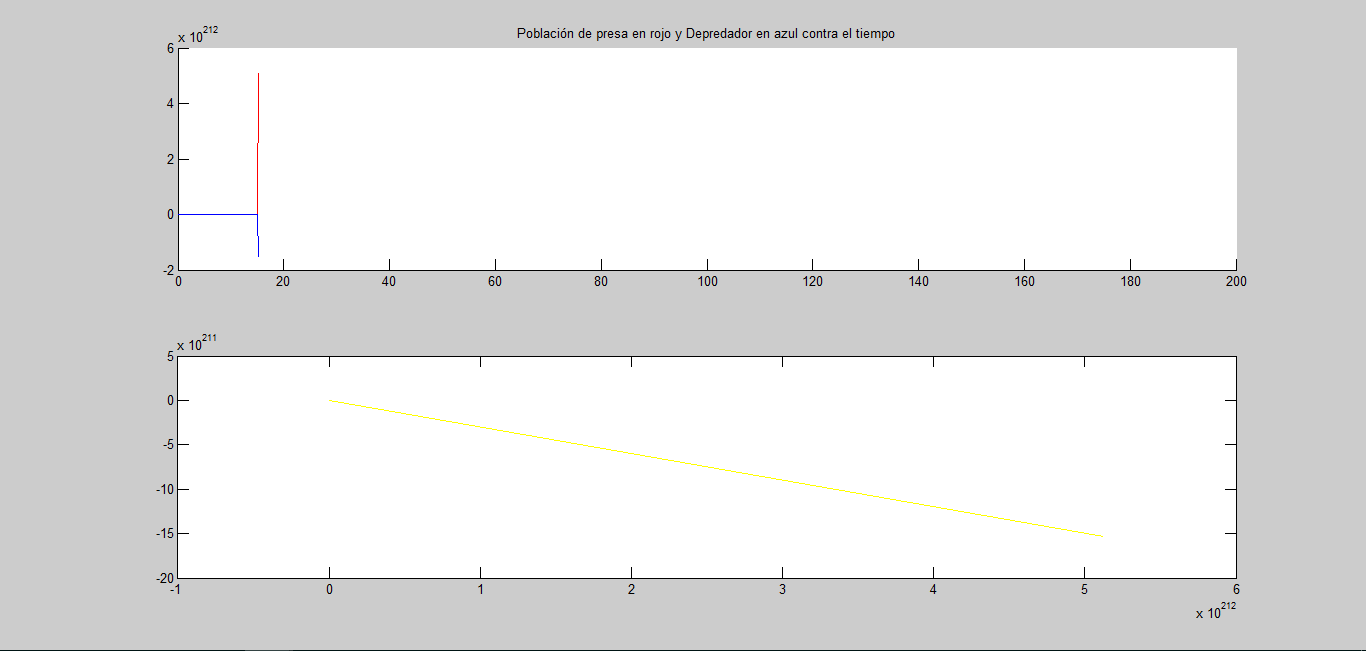 x 10^212
Población de presa en rojo y Depredador en azul contra el tiempo
6
4
2
0
-2
0 20 40 60 80 100 120 140 160 180 200
x 10^211
5
0
-5
-10
-15
-20
-1 0 1 2 3 4 5 6
x 10^212